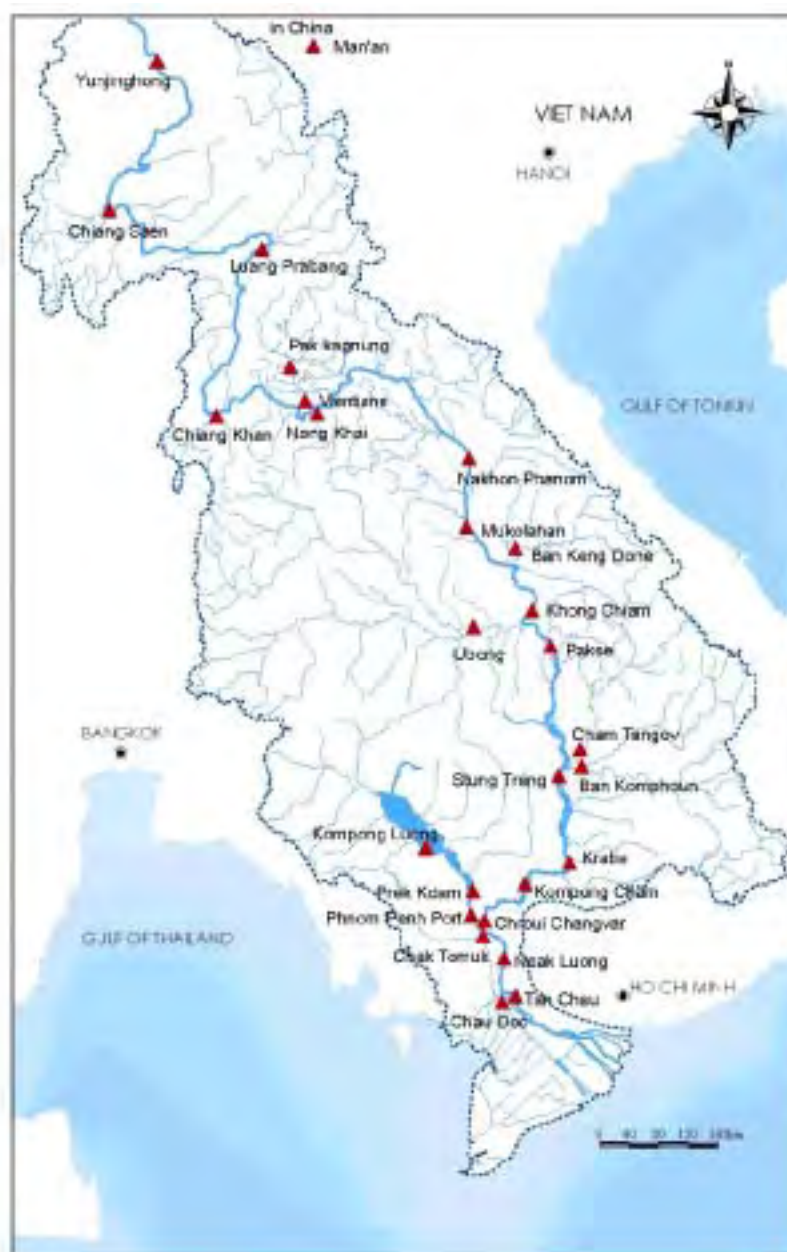 in China
Man'an
Yunjinghong
VIET NAM
HANOI
Chiang Saen
Luang Prabang
Pak kagnung
Vientiane
Chiang Khan
Nong Khai
GULF OF TONKIN
Nakhon Phanom
Mukdahan
Ban Keng Done
Khong Chiam
Ubong
Pakse
BANGKOK
Cham Tangoy
Stung Treng
Ban Komphoun
Kompong Luong
Kratie
Prek Kdam
Kompong Cham
Phnom Penh Port
Chroui Changvar
GULF OF THAILAND
Chak Tomuk
Neak Luong
Tan Chau
HO CHI MINH
Chau Doc